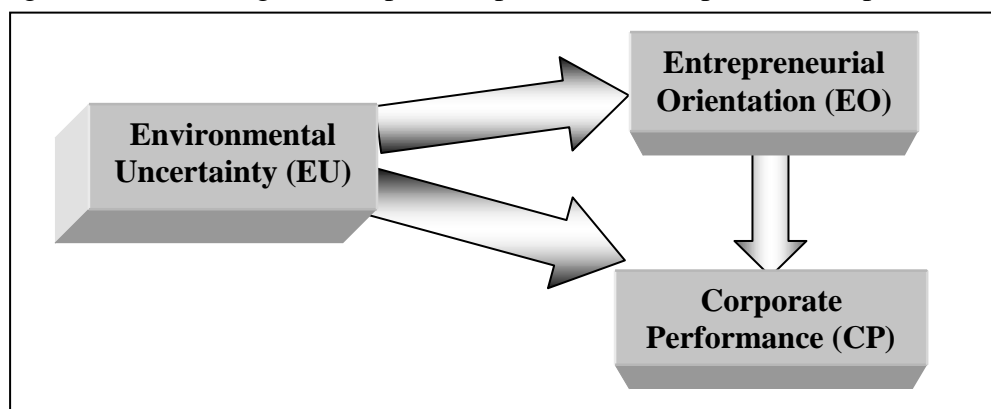 Entrepreneurial
Orientation (EO)
Environmental
Uncertainty (EU)
Corporate
Performance (CP)